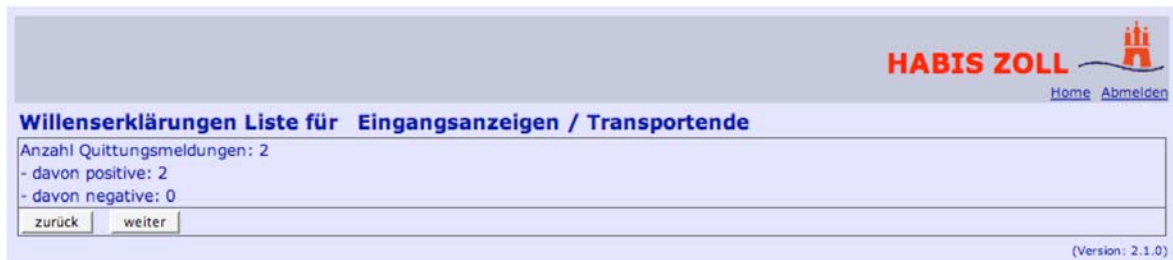 HABIS ZOLL
Home Abmelden
Willenserklärungen Liste für Eingangsanzeigen / Transportende
Anzahl Quittungsmeldungen: 2
- davon positive: 2
- davon negative: 0
zurück weiter
(Version: 2.1.0)